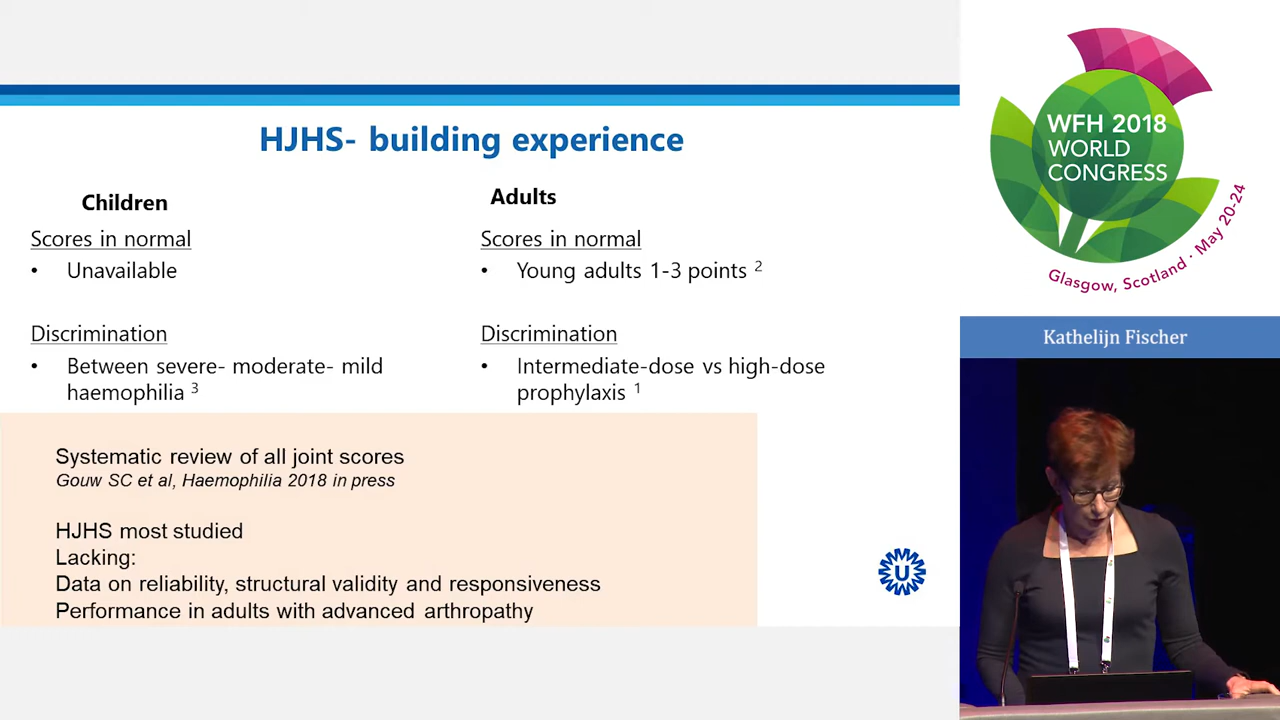 HJHS- building experience
Children
Scores in normal
• Unavailable
Discrimination
• Between severe- moderate- mild
haemophilia 3
Adults
Scores in normal
• Young adults 1-3 points 2
Discrimination
• Intermediate-dose vs high-dose
prophylaxis 1
Systematic review of all joint scores
Gouw SC et al, Haemophilia 2018 in press
HJHS most studied
Lacking:
Data on reliability, structural validity and responsiveness
Performance in adults with advanced arthropathy
U
WFH 2018
WORLD
CONGRESS
Glasgow, Scotland · May 20-24
Kathelijn Fischer